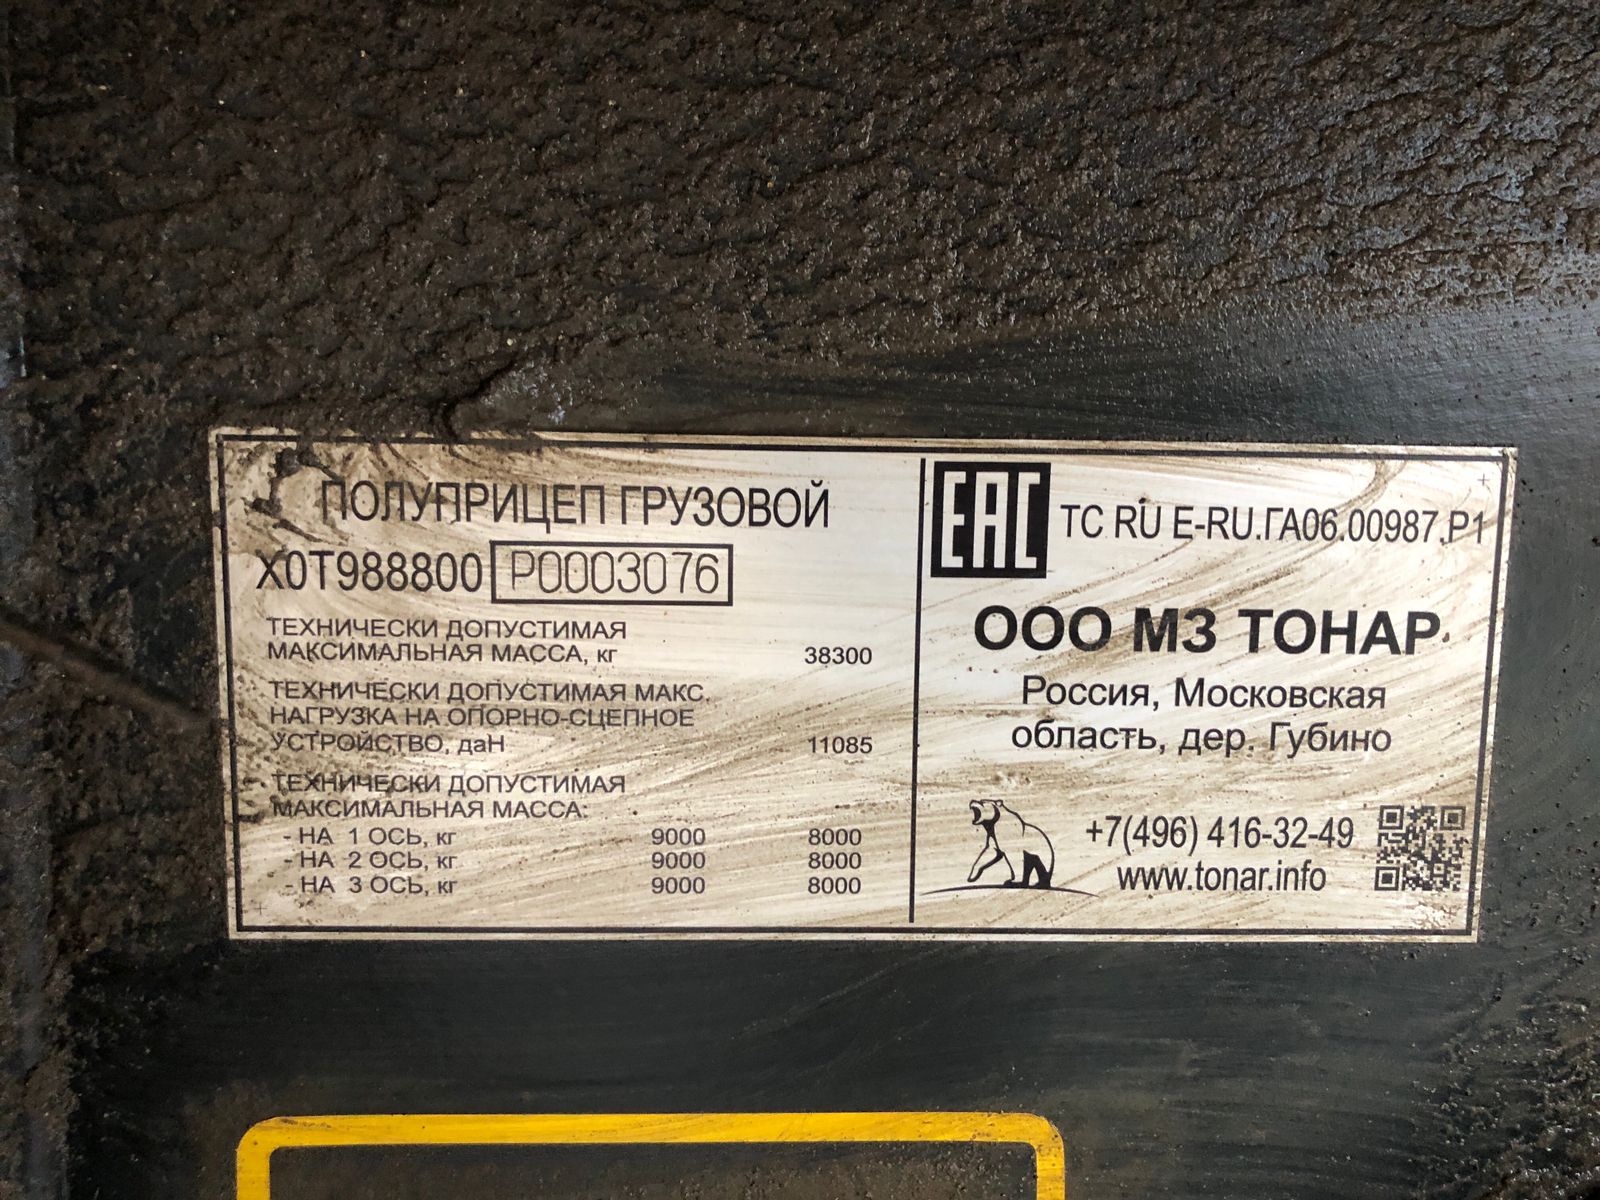 ПОЛУПРИЦЕП ГРУЗОВОЙ
X0T988800 P0003076
ТЕХНИЧЕСКИ ДОПУСТИМАЯ
МАКСИМАЛЬНАЯ МАССА, кг 38300
ТЕХНИЧЕСКИ ДОПУСТИМАЯ МАКС.
НАГРУЗКА НА ОПОРНО-СЦЕПНОЕ
УСТРОЙСТВО, даН 11085
ТЕХНИЧЕСКИ ДОПУСТИМАЯ
МАКСИМАЛЬНАЯ МАССА:
- НА 1 ОСЬ, кг 9000 8000
- НА 2 ОСЬ, кг 9000 8000
- НА 3 ОСЬ, кг 9000 8000
EAC ТС RU E-RU.ГА06.00987.P1
ООО МЗ ТОНАР
Россия, Московская
область, дер. Губино
+7(496) 416-32-49
www.tonar.info